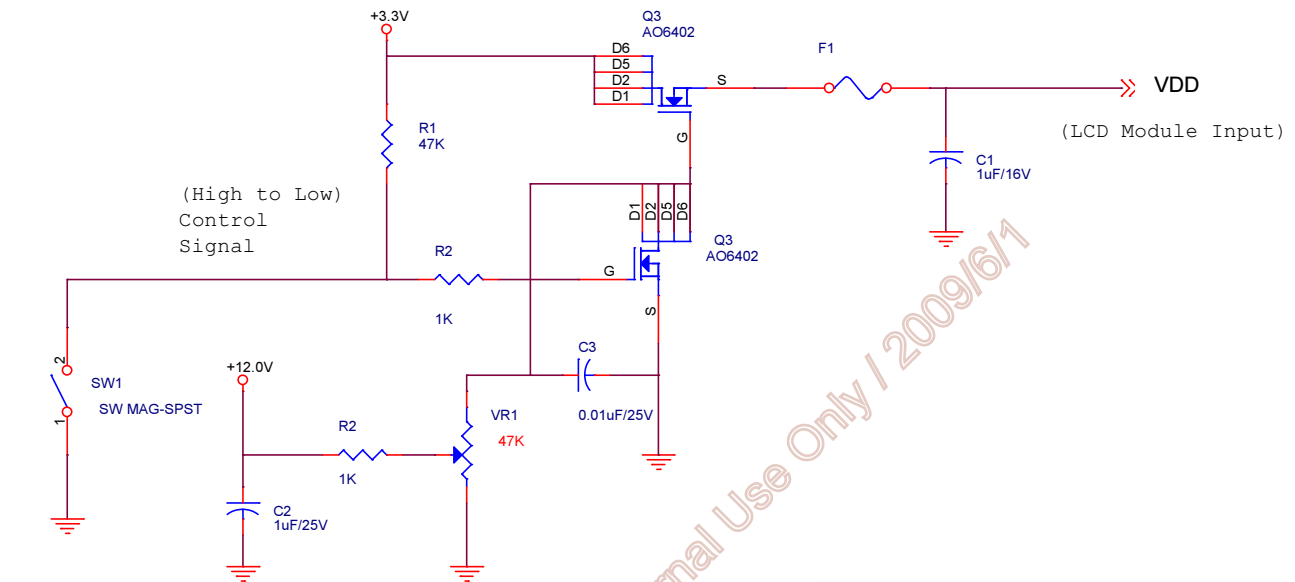 +3.3V
Q3
AO6402
D6
D5
D2
D1
S
G
F1
VDD
(LCD Module Input)
R1
47K
C1
1uF/16V
(High to Low)
Control
Signal
D1
D2
D5
D6
Q3
AO6402
R2
1K
G
S
2
1
SW1
SW MAG-SPST
+12.0V
C3
0.01uF/25V
VR1
47K
R2
1K
C2
1uF/25V
Use Only / 2009/6/1